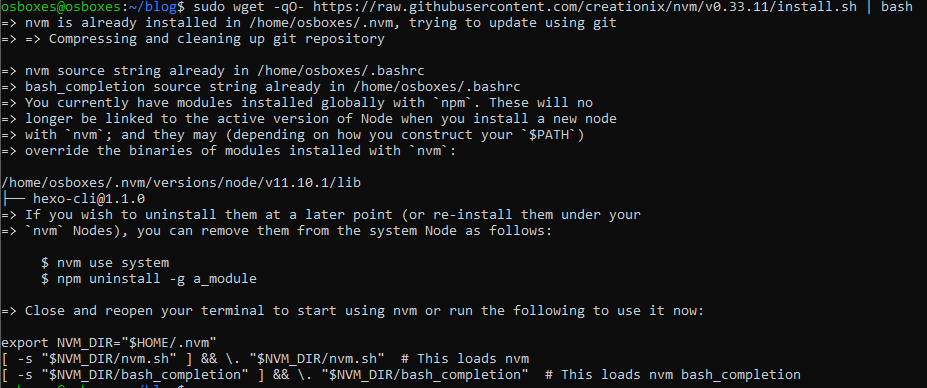 osboxes@osboxes:~/blog$ sudo wget -qO- https://raw.githubusercontent.com/creationix/nvm/v0.33.11/install.sh | bash
=> nvm is already installed in /home/osboxes/.nvm, trying to update using git
=> => Compressing and cleaning up git repository

=> nvm source string already in /home/osboxes/.bashrc
=> bash_completion source string already in /home/osboxes/.bashrc
=> You currently have modules installed globally with `npm`. These will no
=> longer be linked to the active version of Node when you install a new node
=> with `nvm`; and they may (depending on how you construct your `$PATH`)
=> override the binaries of modules installed with `nvm`:

/home/osboxes/.nvm/versions/node/v11.10.1/lib
├── hexo-cli@1.1.0
=> If you wish to uninstall them at a later point (or re-install them under your
=> `nvm` Nodes), you can remove them from the system Node as follows:

     $ nvm use system
     $ npm uninstall -g a_module

=> Close and reopen your terminal to start using nvm or run the following to use it now:

export NVM_DIR="$HOME/.nvm"
[ -s "$NVM_DIR/nvm.sh" ] && \. "$NVM_DIR/nvm.sh"  # This loads nvm
[ -s "$NVM_DIR/bash_completion" ] && \. "$NVM_DIR/bash_completion"  # This loads nvm bash_completion